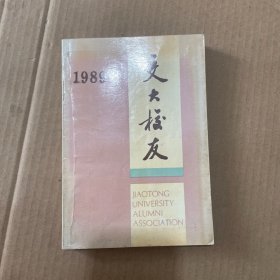 1989
交大校友
JIAOTONG
UNIVERSITY
ALUMNI
ASSOCIATION